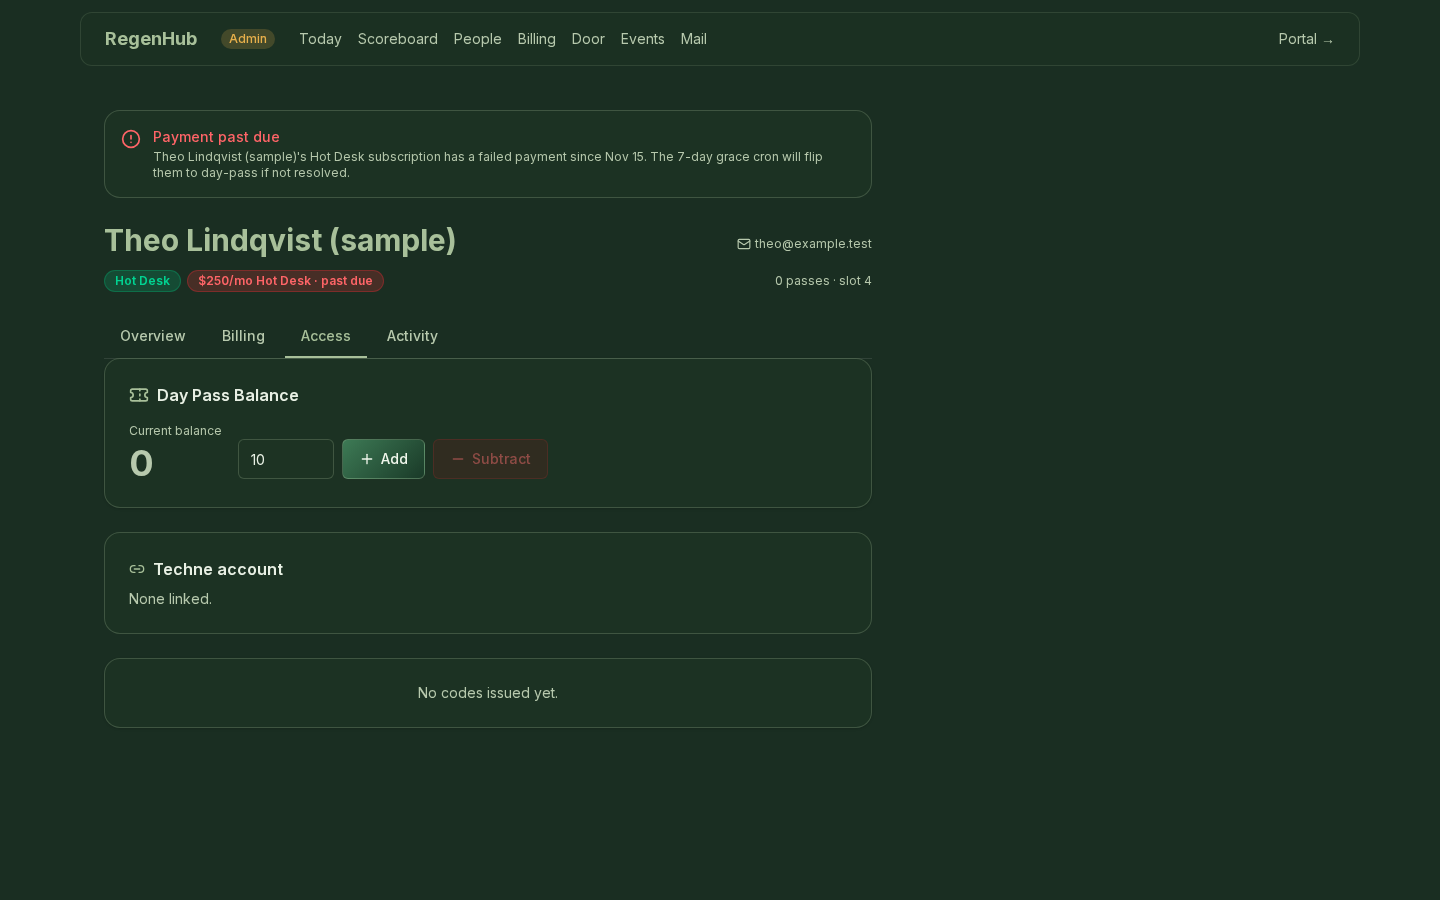 RegenHub Admin Today Scoreboard People Billing Door Events Mail Portal →
Payment past due
Theo Lindqvist (sample)'s Hot Desk subscription has a failed payment since Nov 15. The 7-day grace cron will flip
them to day-pass if not resolved.
Theo Lindqvist (sample)
theo@example.test
Hot Desk $250/mo Hot Desk · past due
0 passes · slot 4
Overview Billing Access Activity
Day Pass Balance
Current balance
0
10 + Add − Subtract
Techne account
None linked.
No codes issued yet.